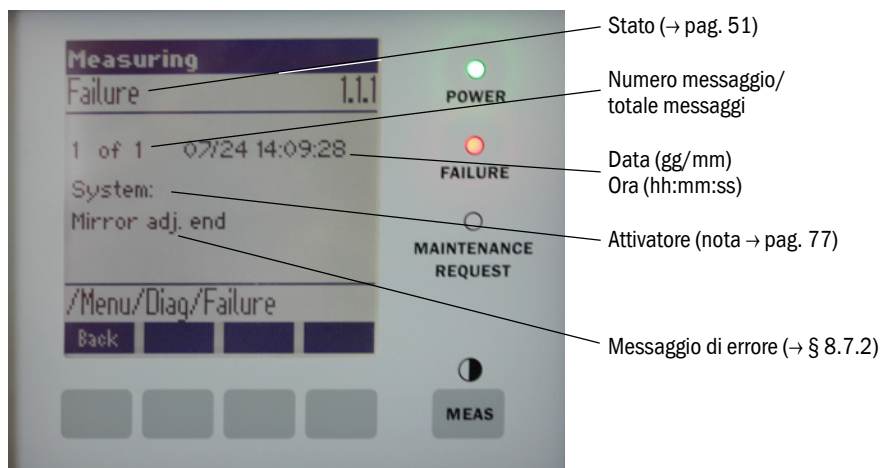 Measuring
Failure 1.1.1
1 of 1 07/24 14:09:28
System:
Mirror adj. end
/Menu/Diag/Failure
Back
POWER
FAILURE
MAINTENANCE
REQUEST
MEAS
Stato (→ pag. 51)
Numero messaggio/
totale messaggi
Data (gg/mm)
Ora (hh:mm:ss)
Attivatore (nota → pag. 77)
Messaggio di errore (→ § 8.7.2)